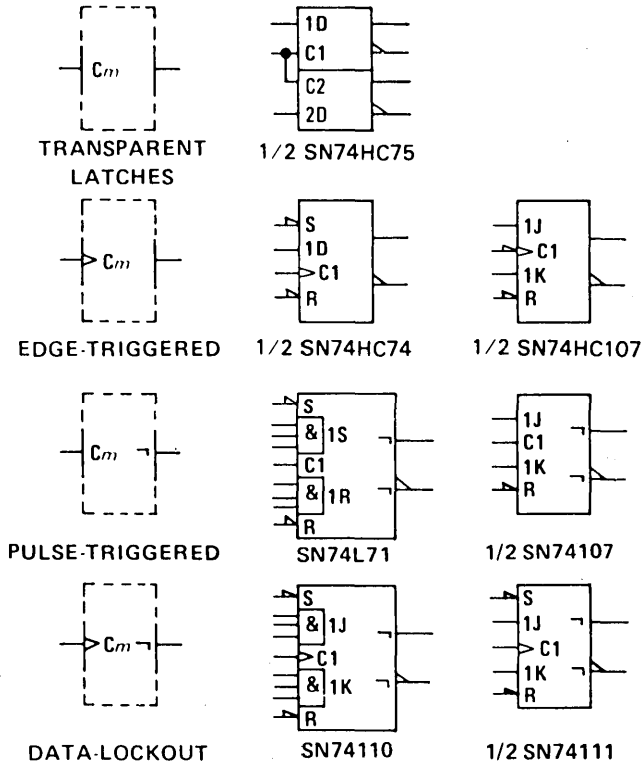 1D
C1
C2
2D
Cm
TRANSPARENT
LATCHES
1/2 SN74HC75
S
1D
C1
R
1J
C1
1K
R
Cm
EDGE-TRIGGERED
1/2 SN74HC74
1/2 SN74HC107
S
& 1S
C1
& 1R
R
1J
C1
1K
R
Cm ¬
¬
¬
¬
¬
PULSE-TRIGGERED
SN74L71
1/2 SN74107
S
& 1J
C1
& 1K
R
S
1J
C1
1K
R
Cm ¬
¬
¬
¬
¬
DATA-LOCKOUT
SN74110
1/2 SN74111